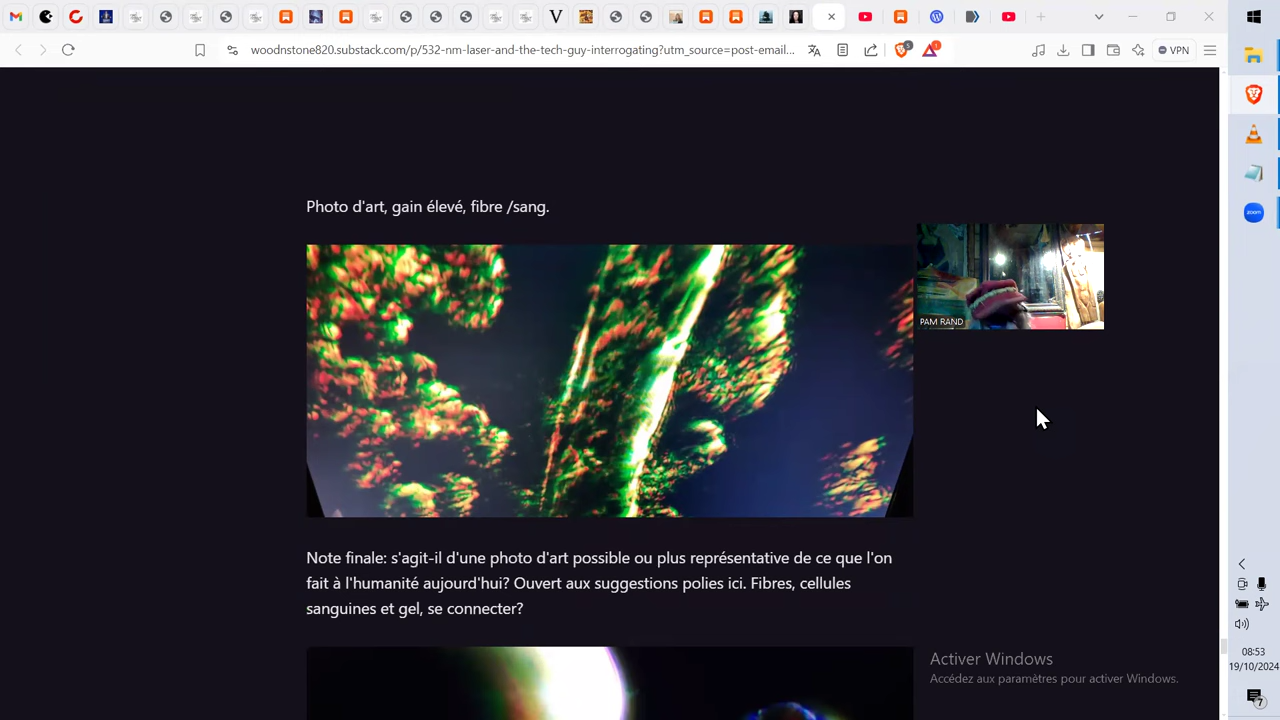 woodnstone820.substack.com/p/532-nm-laser-and-the-tech-guy-interrogating?utm_source=post-email...
VPN
Photo d'art, gain élevé, fibre /sang.
PAM RAND
Note finale: s'agit-il d'une photo d'art possible ou plus représentative de ce que l'on
fait à l'humanité aujourd'hui? Ouvert aux suggestions polies ici. Fibres, cellules
sanguines et gel, se connecter?
Activer Windows
Accédez aux paramètres pour activer Windows.
zoom
08:53
19/10/2024
7